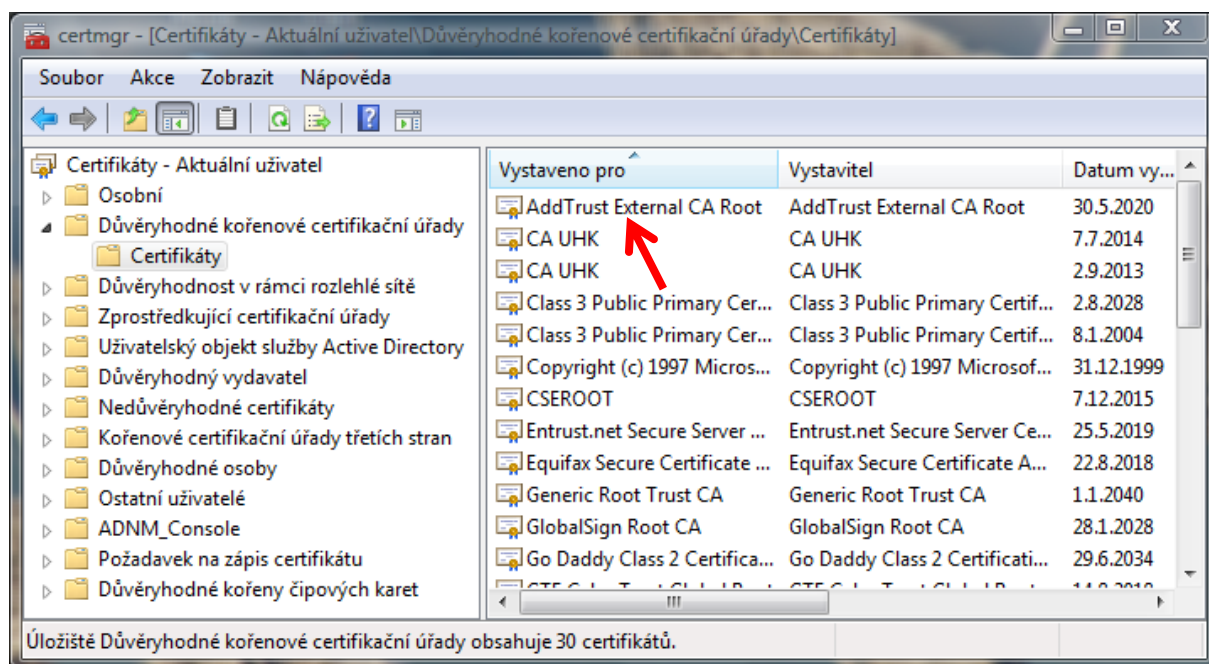 certmgr - [Certifikáty - Aktuální uživatel\Důvěryhodné kořenové certifikační úřady\Certifikáty]
Soubor Akce Zobrazit Nápověda
Certifikáty - Aktuální uživatel
Osobní
Důvěryhodné kořenové certifikační úřady
Certifikáty
Důvěryhodnost v rámci rozlehlé sítě
Zprostředkující certifikační úřady
Uživatelský objekt služby Active Directory
Důvěryhodný vydavatel
Nedůvěryhodné certifikáty
Kořenové certifikační úřady třetích stran
Důvěryhodné osoby
Ostatní uživatelé
ADNM_Console
Požadavek na zápis certifikátu
Důvěryhodné kořeny čipových karet
Vystaveno pro Vystavitel Datum vy...
AddTrust External CA Root AddTrust External CA Root 30.5.2020
CA UHK CA UHK 7.7.2014
CA UHK CA UHK 2.9.2013
Class 3 Public Primary Cer... Class 3 Public Primary Certif... 2.8.2028
Class 3 Public Primary Cer... Class 3 Public Primary Certif... 8.1.2004
Copyright (c) 1997 Micros... Copyright (c) 1997 Microsof... 31.12.1999
CSEROOT CSEROOT 7.12.2015
Entrust.net Secure Server ... Entrust.net Secure Server Ce... 25.5.2019
Equifax Secure Certificate ... Equifax Secure Certificate A... 22.8.2018
Generic Root Trust CA Generic Root Trust CA 1.1.2040
GlobalSign Root CA GlobalSign Root CA 28.1.2028
Go Daddy Class 2 Certifica... Go Daddy Class 2 Certificati... 29.6.2034
Úložiště Důvěryhodné kořenové certifikační úřady obsahuje 30 certifikátů.